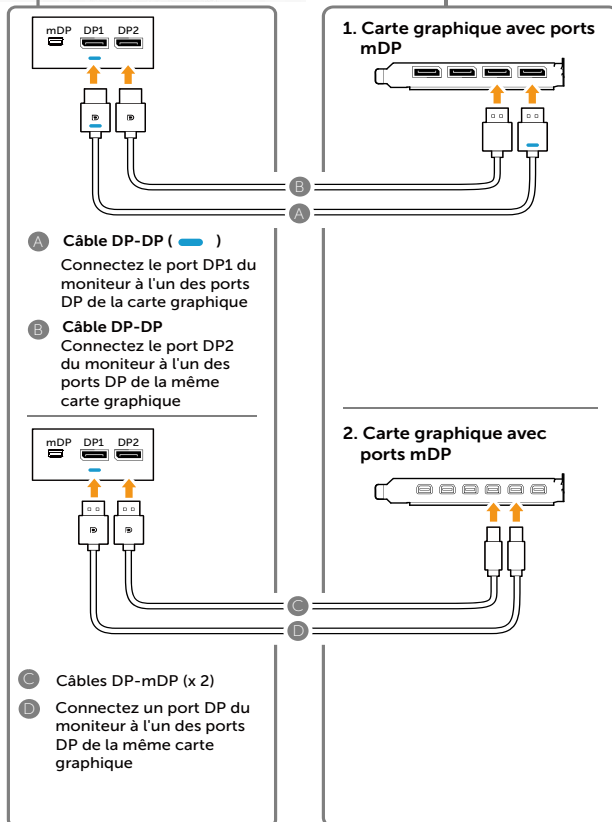 mDP DP1 DP2
B
A
A Câble DP-DP ( )
Connectez le port DP1 du
moniteur à l'un des ports
DP de la carte graphique
B Câble DP-DP
Connectez le port DP2
du moniteur à l'un des
ports DP de la même
carte graphique
mDP DP1 DP2
C
D
C Câbles DP-mDP (x 2)
D Connectez un port DP du
moniteur à l'un des ports
DP de la même carte
graphique
1. Carte graphique avec ports
mDP
2. Carte graphique avec
ports mDP